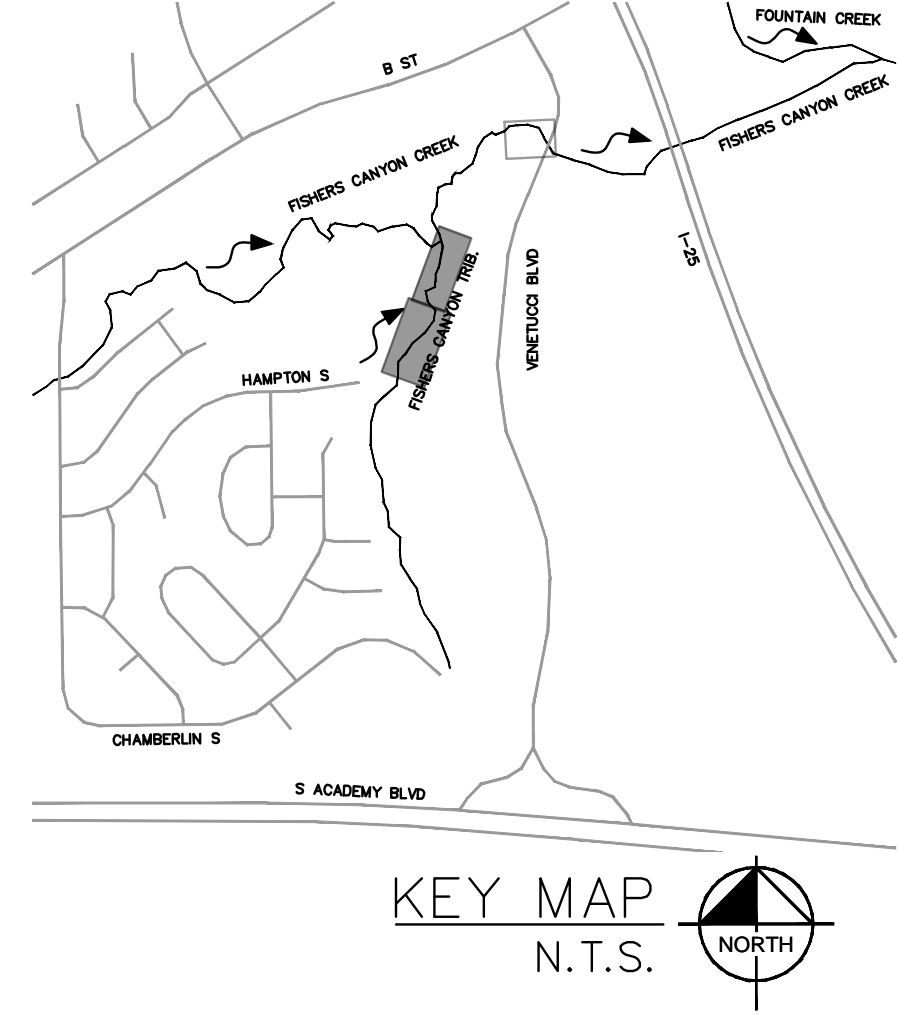 FOUNTAIN CREEK
B ST
FISHERS CANYON CREEK
FISHERS CANYON CREEK
I-25
VENETUCCI BLVD
FISHERS CANYON TRIB.
HAMPTON S
CHAMBERLIN S
S ACADEMY BLVD
KEY MAP
N.T.S.
NORTH